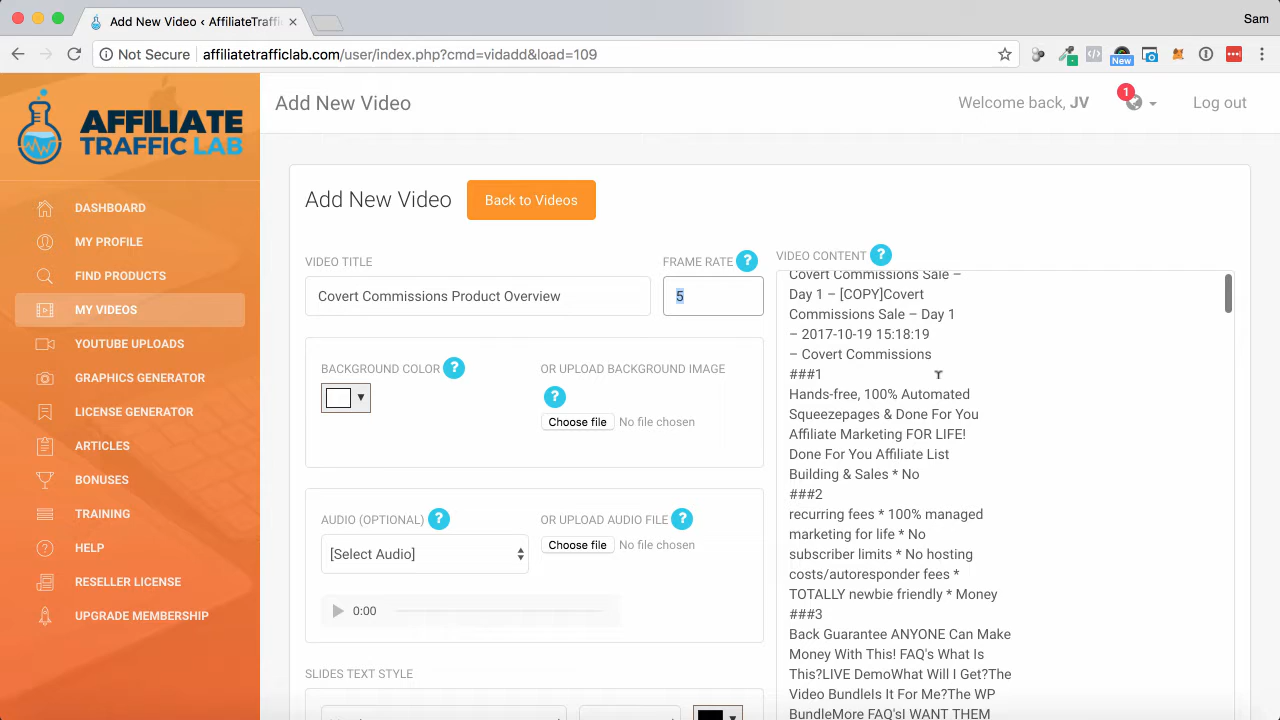 Add New Video ‹ AffiliateTraffi
Sam
Not Secure
affiliatetrafficlab.com/user/index.php?cmd=vidadd&load=109
New
AFFILIATE
TRAFFIC LAB
Add New Video
Welcome back, JV
1
Log out
DASHBOARD
MY PROFILE
FIND PRODUCTS
MY VIDEOS
YOUTUBE UPLOADS
GRAPHICS GENERATOR
LICENSE GENERATOR
ARTICLES
BONUSES
TRAINING
HELP
RESELLER LICENSE
UPGRADE MEMBERSHIP
Add New Video
Back to Videos
VIDEO TITLE
FRAME RATE ?
Covert Commissions Product Overview
5
BACKGROUND COLOR ?
OR UPLOAD BACKGROUND IMAGE
?
Choose file No file chosen
AUDIO (OPTIONAL) ?
OR UPLOAD AUDIO FILE ?
[Select Audio]
Choose file No file chosen
0:00
SLIDES TEXT STYLE
VIDEO CONTENT ?
Covert Commissions Sale –
Day 1 – [COPY]Covert
Commissions Sale – Day 1
– 2017-10-19 15:18:19
– Covert Commissions
###1
Hands-free, 100% Automated
Squeezepages & Done For You
Affiliate Marketing FOR LIFE!
Done For You Affiliate List
Building & Sales * No
###2
recurring fees * 100% managed
marketing for life * No
subscriber limits * No hosting
costs/autoresponder fees *
TOTALLY newbie friendly * Money
###3
Back Guarantee ANYONE Can Make
Money With This! FAQ's What Is
This?LIVE DemoWhat Will I Get?The
Video BundleIs It For Me?The WP
BundleMore FAQ'sI WANT THEM